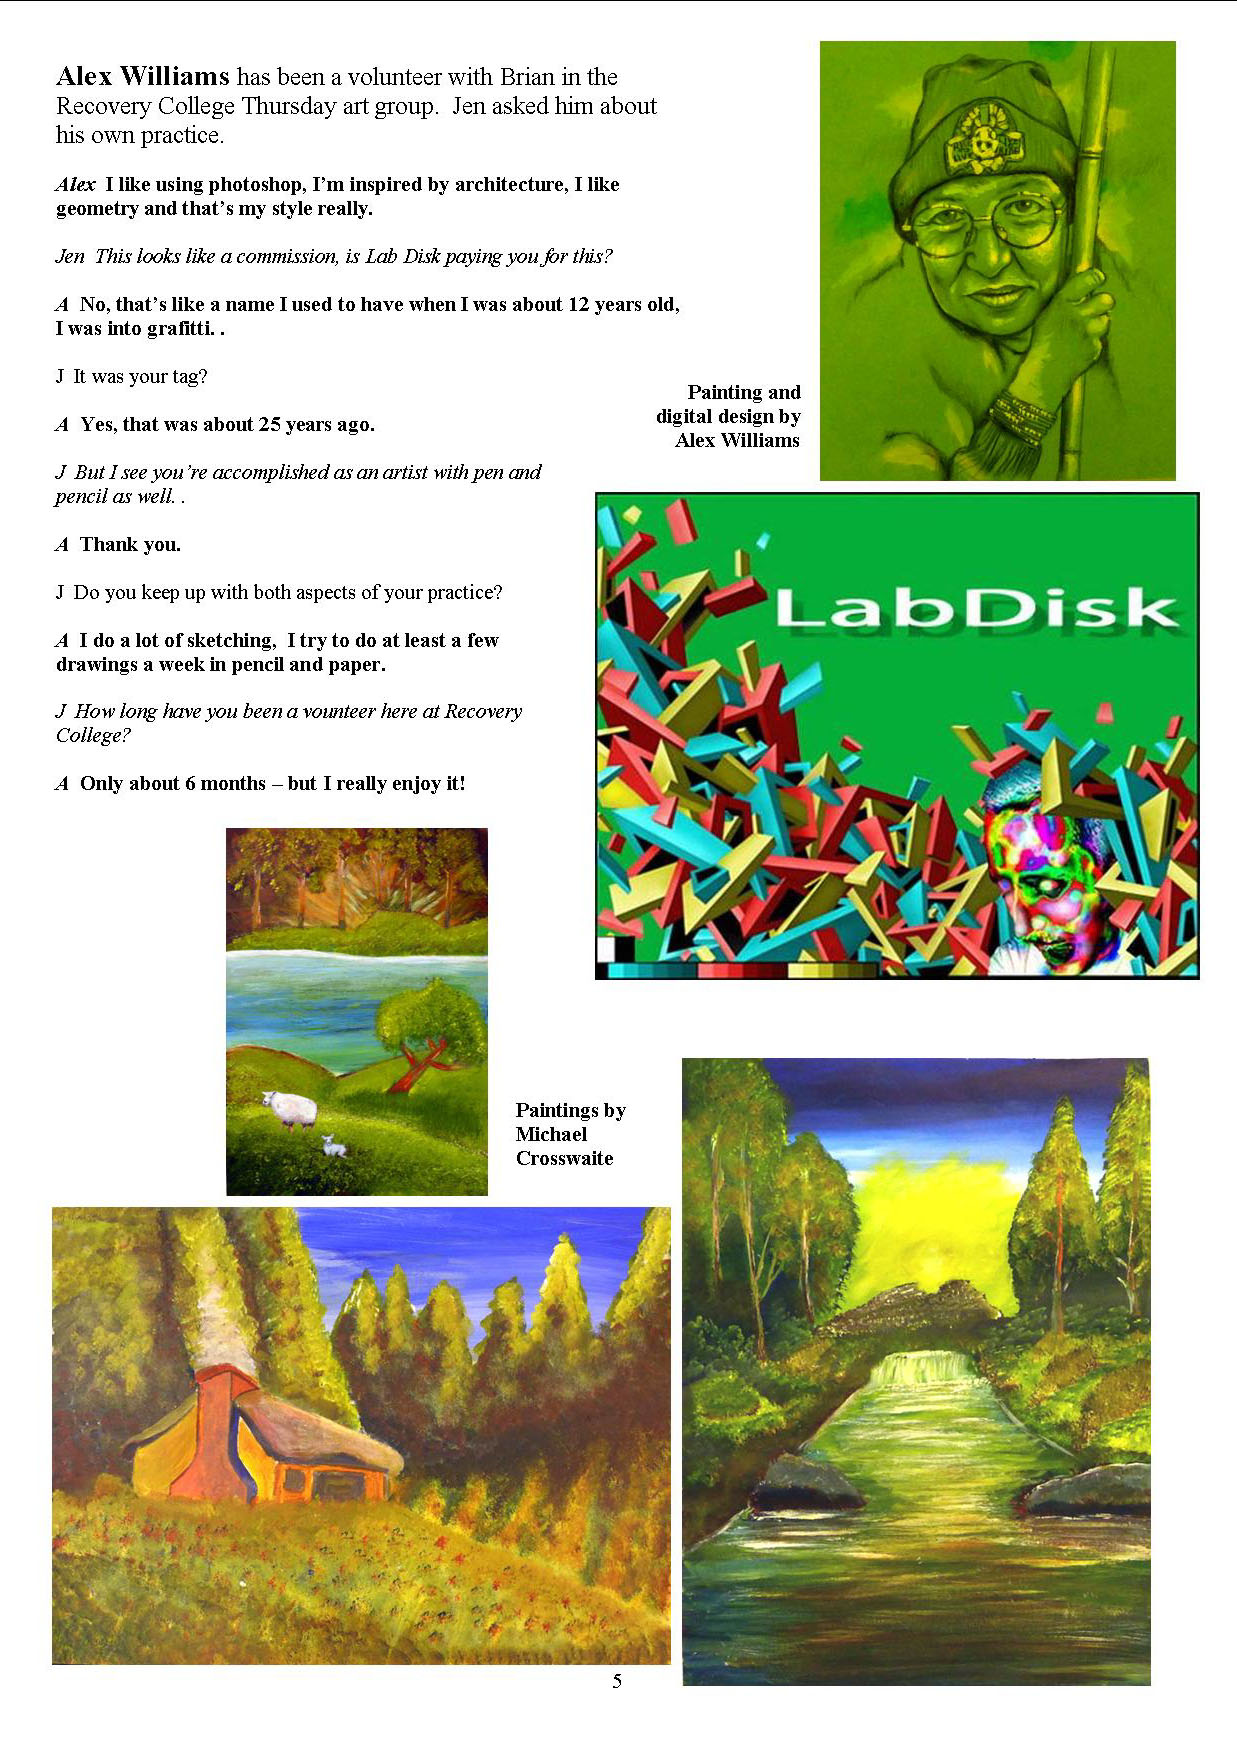 Alex Williams has been a volunteer with Brian in the
Recovery College Thursday art group.  Jen asked him about
his own practice.
Alex  I like using photoshop, I'm inspired by architecture, I like
geometry and that's my style really.
Jen  This looks like a commission, is Lab Disk paying you for this?
A  No, that's like a name I used to have when I was about 12 years old,
I was into grafitti. .
J  It was your tag?
A  Yes, that was about 25 years ago.
J  But I see you're accomplished as an artist with pen and
pencil as well. .
A  Thank you.
J  Do you keep up with both aspects of your practice?
A  I do a lot of sketching,  I try to do at least a few
drawings a week in pencil and paper.
J  How long have you been a vounteer here at Recovery
College?
A  Only about 6 months – but I really enjoy it!
Painting and
digital design by
Alex Williams
LabDisk
Paintings by
Michael
Crosswaite
5